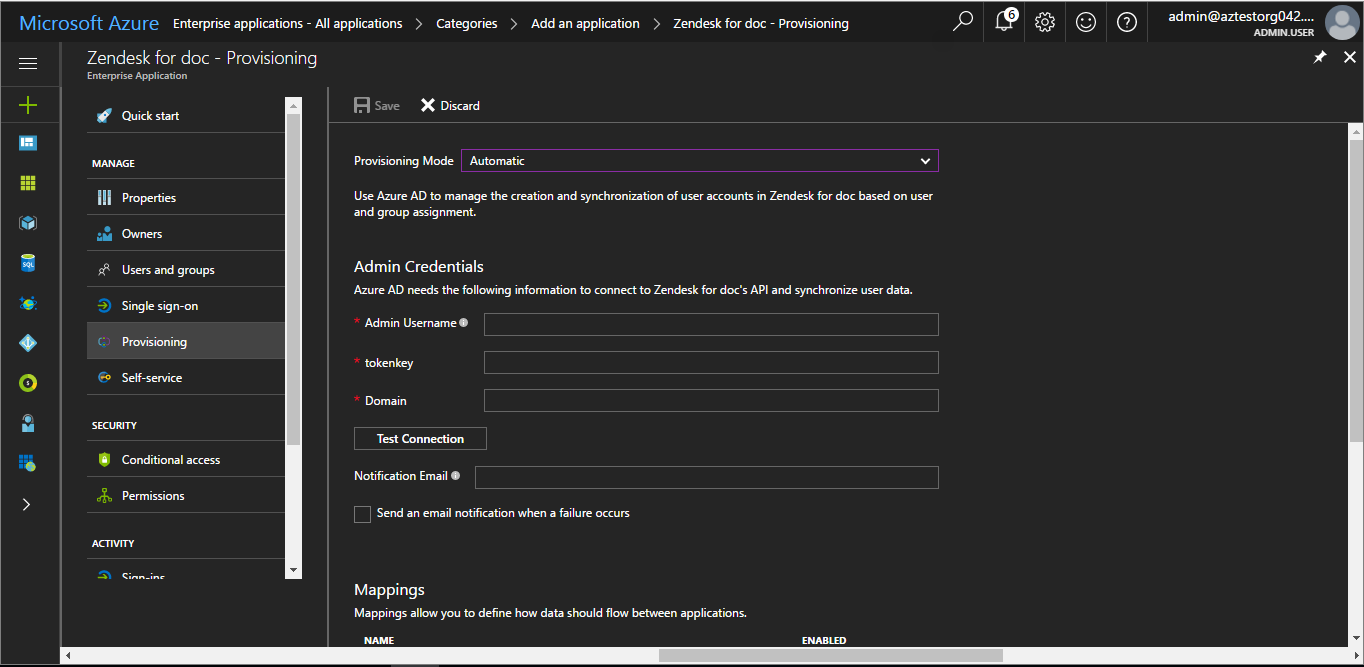 Microsoft Azure Enterprise applications - All applications > Categories > Add an application > Zendesk for doc - Provisioning 6 admin@aztestorg042....
ADMIN.USER
Zendesk for doc - Provisioning
Enterprise Application
Quick start
MANAGE
Properties
Owners
Users and groups
Single sign-on
Provisioning
Self-service
SECURITY
Conditional access
Permissions
ACTIVITY
Sign-ins
Save Discard
Provisioning Mode Automatic
Use Azure AD to manage the creation and synchronization of user accounts in Zendesk for doc based on user
and group assignment.
Admin Credentials
Azure AD needs the following information to connect to Zendesk for doc's API and synchronize user data.
* Admin Username
* tokenkey
* Domain
Test Connection
Notification Email
Send an email notification when a failure occurs
Mappings
Mappings allow you to define how data should flow between applications.
NAME ENABLED